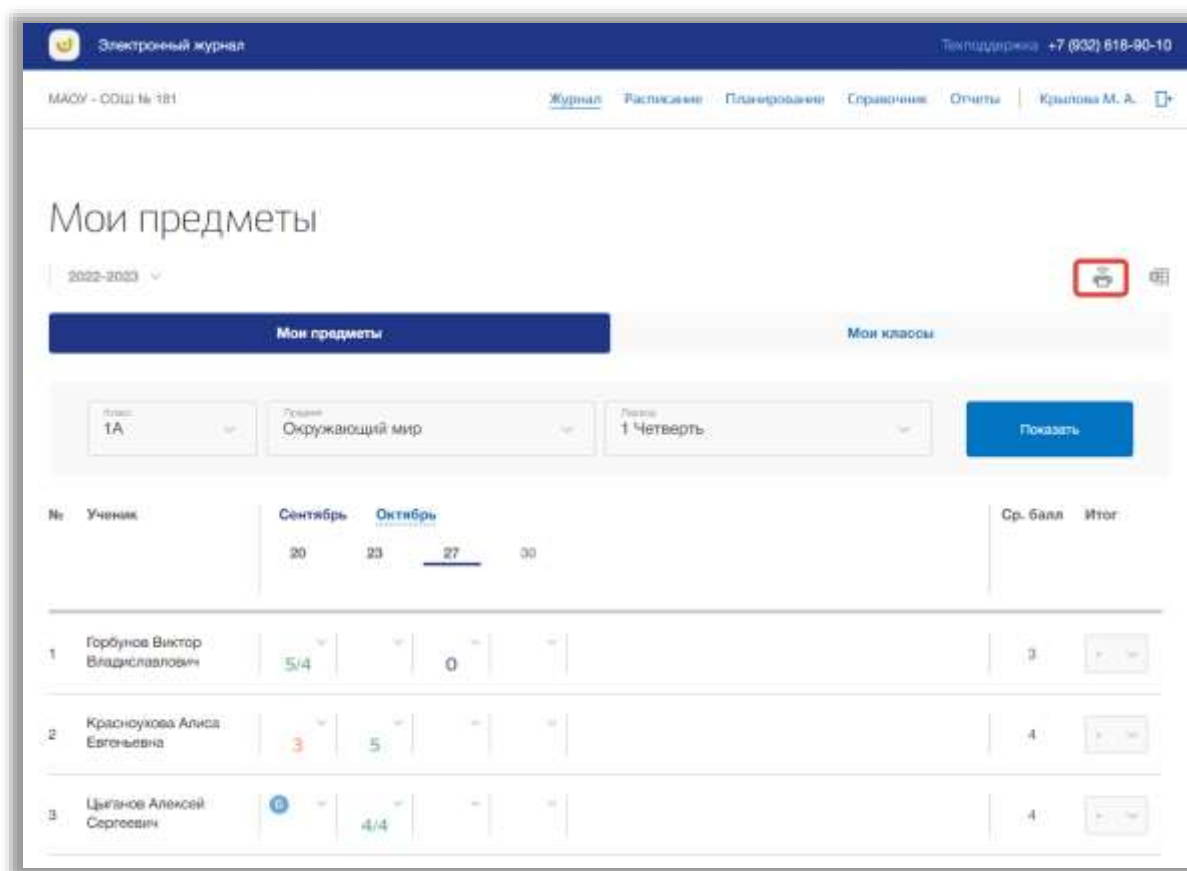 Электронный журнал
Техподдержка +7 (932) 618-90-10
МАОУ - СОШ № 181
Журнал Расписание Планирование Справочник Отчеты Крылова М. А.
Мои предметы
2022-2023
Мои предметы Мои классы
Класс Предмет Период
1А Окружающий мир 1 Четверть Показать
№ Ученик Сентябрь Октябрь Ср. балл Итог
20 23 27 30
1 Горбунов Виктор Владиславович 5/4 0 3 -
2 Красноухова Алиса Евгеньевна 3 5 4 -
3 Цыганов Алексей Сергеевич 4/4 4 -